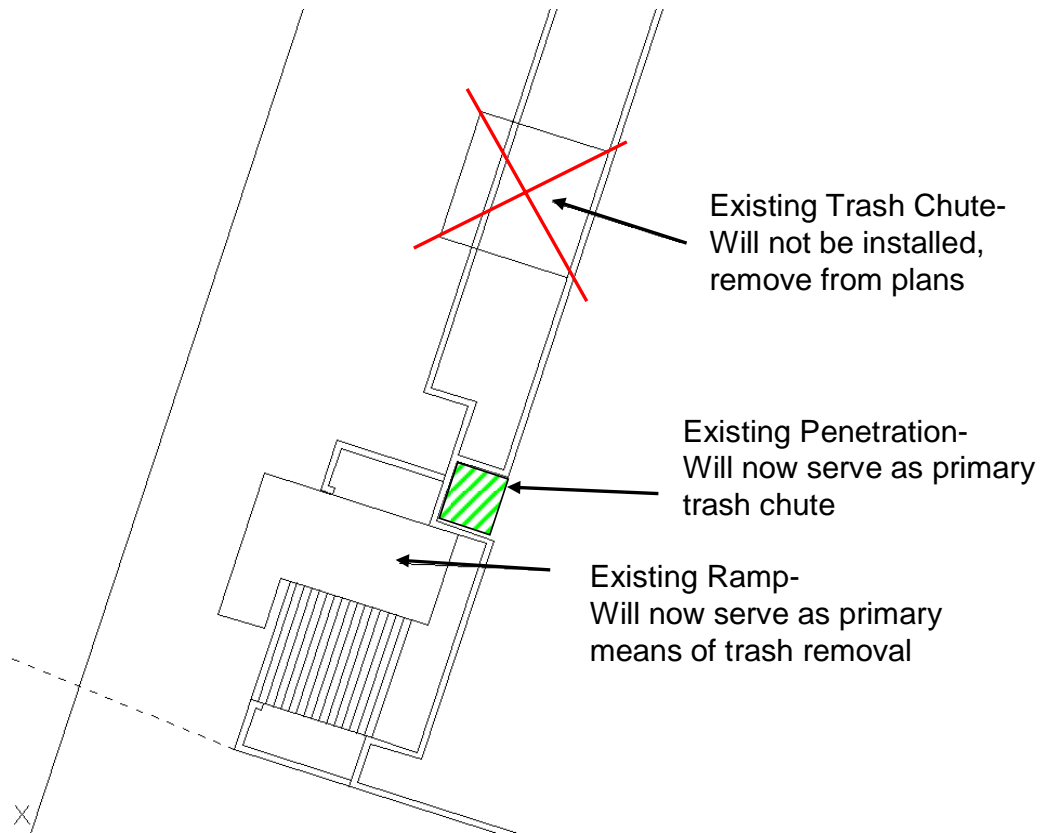 Existing Trash Chute-
Will not be installed,
remove from plans
Existing Penetration-
Will now serve as primary
trash chute
Existing Ramp-
Will now serve as primary
means of trash removal